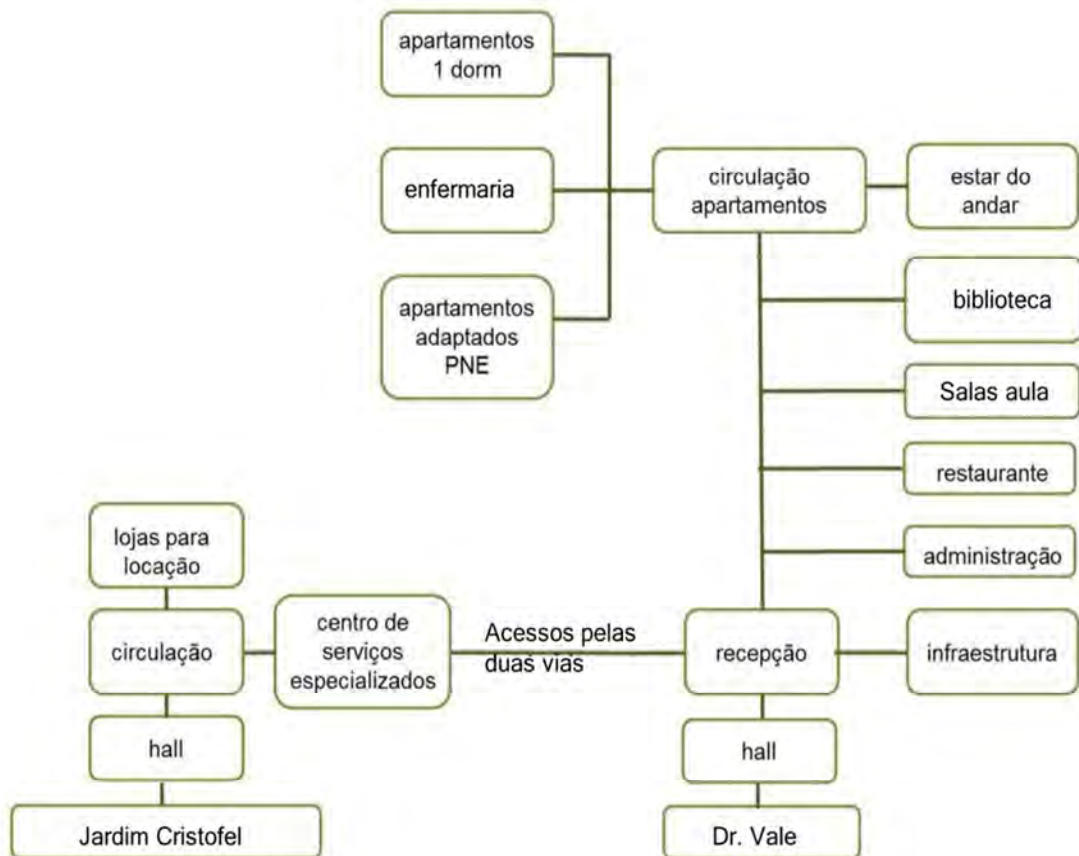 apartamentos
1 dorm
enfermaria
circulação
apartamentos
estar do
andar
apartamentos
adaptados
PNE
biblioteca
Salas aula
restaurante
administração
lojas para
locação
circulação
centro de
serviços
especializados
Acessos pelas
duas vias
recepção
infraestrutura
hall
hall
Jardim Cristofel
Dr. Vale